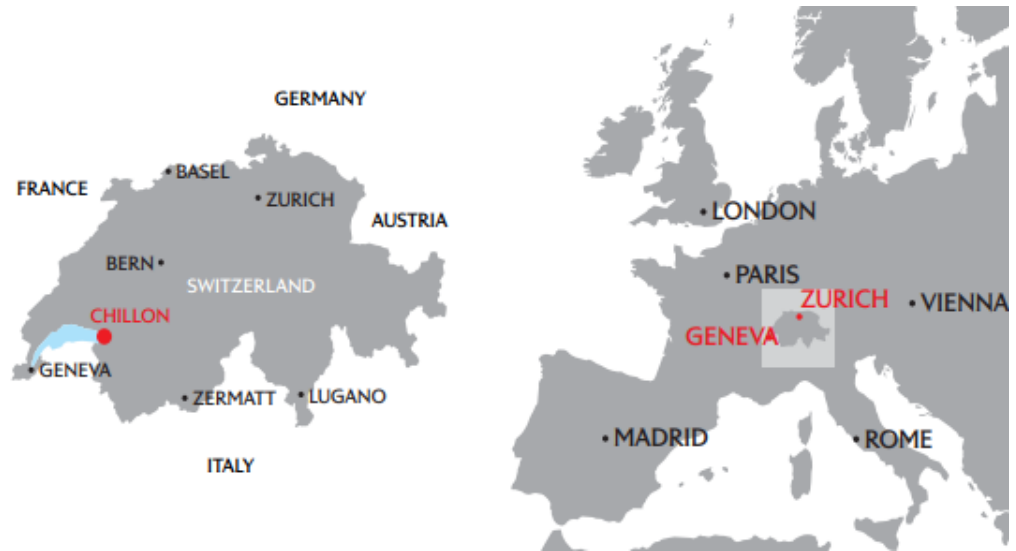 GERMANY
BASEL
FRANCE
ZURICH
AUSTRIA
BERN
SWITZERLAND
CHILLON
GENEVA
ZERMATT
LUGANO
ITALY
LONDON
PARIS
ZURICH
VIENNA
GENEVA
MADRID
ROME